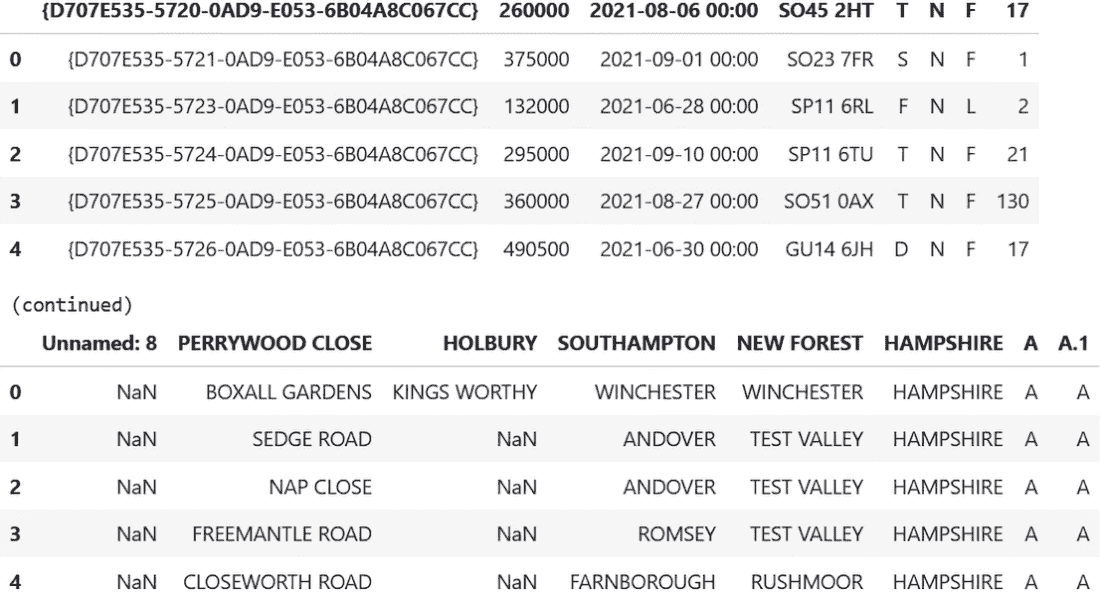 {D707E535-5720-0AD9-E053-6B04A8C067CC} 260000 2021-08-06 00:00 SO45 2HT T N F 17
0 {D707E535-5721-0AD9-E053-6B04A8C067CC} 375000 2021-09-01 00:00 SO23 7FR S N F 1
1 {D707E535-5723-0AD9-E053-6B04A8C067CC} 132000 2021-06-28 00:00 SP11 6RL F N L 2
2 {D707E535-5724-0AD9-E053-6B04A8C067CC} 295000 2021-09-10 00:00 SP11 6TU T N F 21
3 {D707E535-5725-0AD9-E053-6B04A8C067CC} 360000 2021-08-27 00:00 SO51 0AX T N F 130
4 {D707E535-5726-0AD9-E053-6B04A8C067CC} 490500 2021-06-30 00:00 GU14 6JH D N F 17
(continued)
Unnamed: 8 PERRYWOOD CLOSE HOLBURY SOUTHAMPTON NEW FOREST HAMPSHIRE A A.1
0 NaN BOXALL GARDENS KINGS WORTHY WINCHESTER WINCHESTER HAMPSHIRE A A
1 NaN SEDGE ROAD NaN ANDOVER TEST VALLEY HAMPSHIRE A A
2 NaN NAP CLOSE NaN ANDOVER TEST VALLEY HAMPSHIRE A A
3 NaN FREEMANTLE ROAD NaN ROMSEY TEST VALLEY HAMPSHIRE A A
4 NaN CLOSEWORTH ROAD NaN FARNBOROUGH RUSHMOOR HAMPSHIRE A A